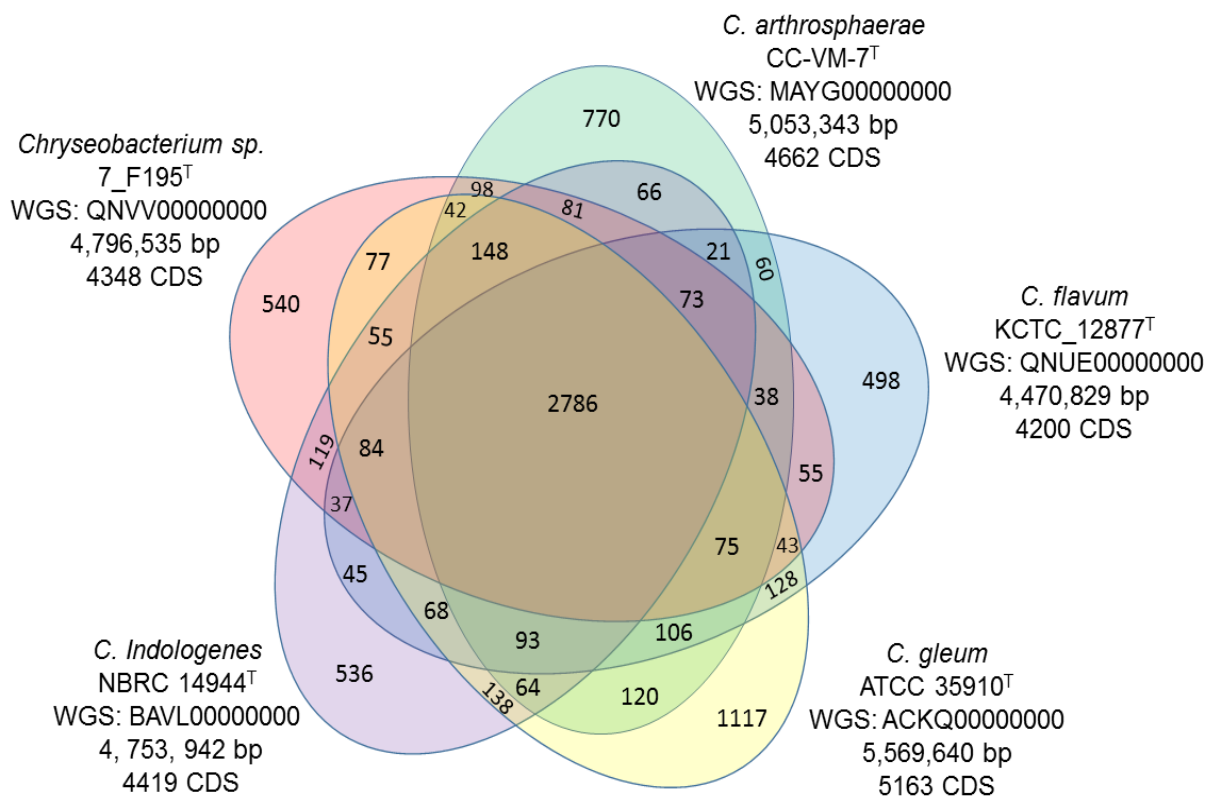 C. arthrosphaerae
CC-VM-7ᵀ
WGS: MAYG00000000
5,053,343 bp
4662 CDS
Chryseobacterium sp.
7_F195ᵀ
WGS: QNVV00000000
4,796,535 bp
4348 CDS
C. flavum
KCTC_12877ᵀ
WGS: QNUE00000000
4,470,829 bp
4200 CDS
770
98
66
42
81
148
21
60
77
73
540
55
498
38
2786
119
84
55
37
75
43
45
128
68
93
106
536
138
64
120
1117
C. Indologenes
NBRC 14944ᵀ
WGS: BAVL00000000
4, 753, 942 bp
4419 CDS
C. gleum
ATCC 35910ᵀ
WGS: ACKQ00000000
5,569,640 bp
5163 CDS